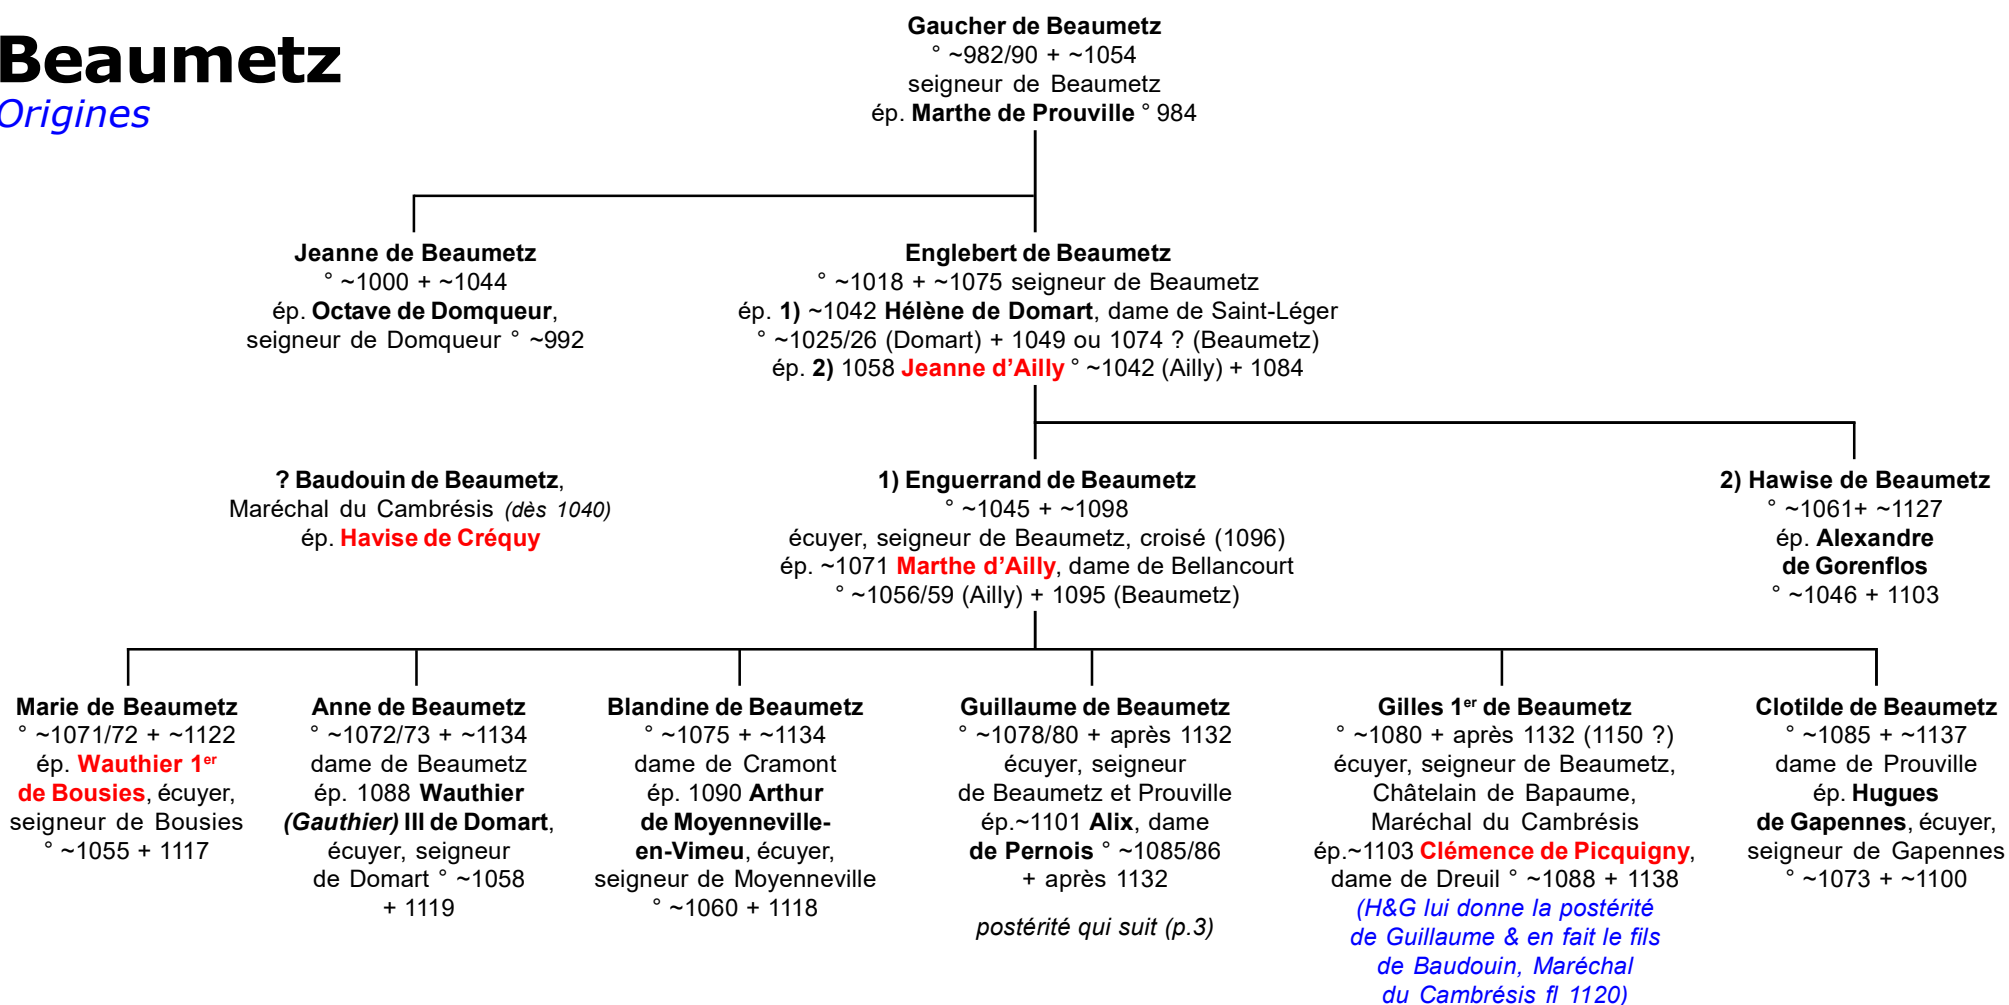 Beaumetz
Origines
Gaucher de Beaumetz
° ~982/90 + ~1054
seigneur de Beaumetz
ép. Marthe de Prouville ° 984
Jeanne de Beaumetz
° ~1000 + ~1044
ép. Octave de Domqueur,
seigneur de Domqueur ° ~992
Englebert de Beaumetz
° ~1018 + ~1075 seigneur de Beaumetz
ép. 1) ~1042 Hélène de Domart, dame de Saint-Léger
° ~1025/26 (Domart) + 1049 ou 1074 ? (Beaumetz)
ép. 2) 1058 Jeanne d’Ailly ° ~1042 (Ailly) + 1084
? Baudouin de Beaumetz,
Maréchal du Cambrésis (dès 1040)
ép. Havise de Créquy
1) Enguerrand de Beaumetz
° ~1045 + ~1098
écuyer, seigneur de Beaumetz, croisé (1096)
ép. ~1071 Marthe d’Ailly, dame de Bellancourt
° ~1056/59 (Ailly) + 1095 (Beaumetz)
2) Hawise de Beaumetz
° ~1061+ ~1127
ép. Alexandre
de Gorenflos
° ~1046 + 1103
Marie de Beaumetz
° ~1071/72 + ~1122
ép. Wauthier 1er
de Bousies, écuyer,
seigneur de Bousies
° ~1055 + 1117
Anne de Beaumetz
° ~1072/73 + ~1134
dame de Beaumetz
ép. 1088 Wauthier
(Gauthier) III de Domart,
écuyer, seigneur
de Domart ° ~1058
+ 1119
Blandine de Beaumetz
° ~1075 + ~1134
dame de Cramont
ép. 1090 Arthur
de Moyenneville-
en-Vimeu, écuyer,
seigneur de Moyenneville
° ~1060 + 1118
Guillaume de Beaumetz
° ~1078/80 + après 1132
écuyer, seigneur
de Beaumetz et Prouville
ép.~1101 Alix, dame
de Pernois ° ~1085/86
+ après 1132
postérité qui suit (p.3)
Gilles 1er de Beaumetz
° ~1080 + après 1132 (1150 ?)
écuyer, seigneur de Beaumetz,
Châtelain de Bapaume,
Maréchal du Cambrésis
ép.~1103 Clémence de Picquigny,
dame de Dreuil ° ~1088 + 1138
(H&G lui donne la postérité
de Guillaume & en fait le fils
de Baudouin, Maréchal
du Cambrésis fl 1120)
Clotilde de Beaumetz
° ~1085 + ~1137
dame de Prouville
ép. Hugues
de Gapennes, écuyer,
seigneur de Gapennes
° ~1073 + ~1100